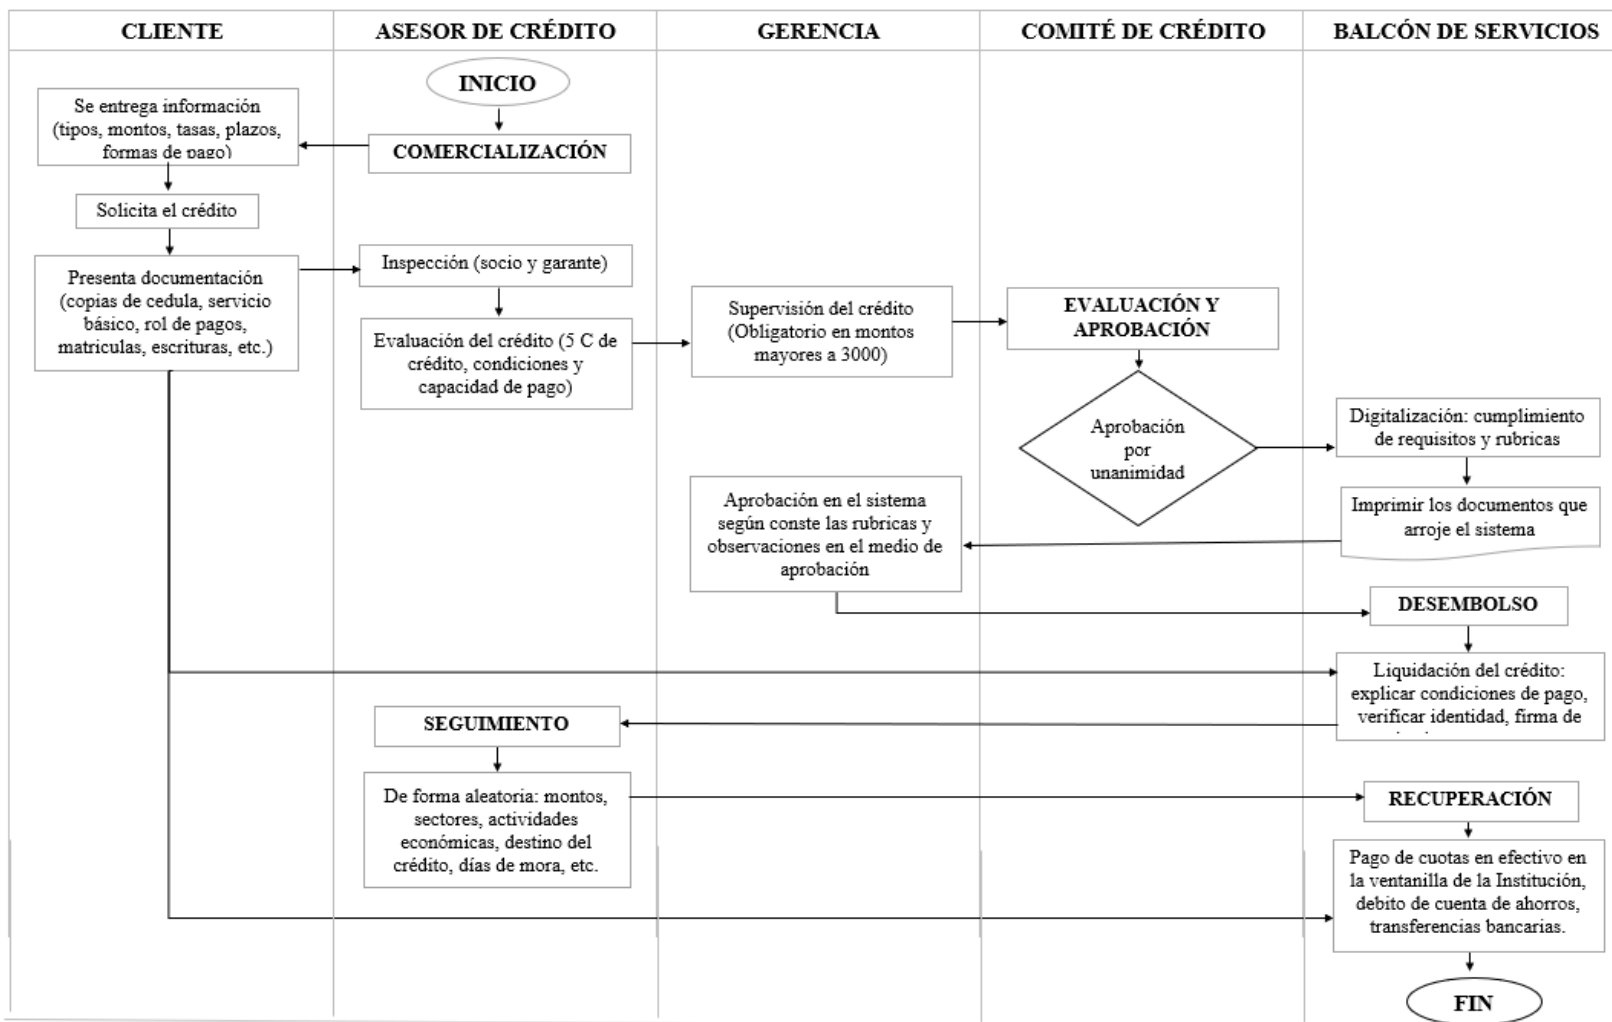 CLIENTE
ASESOR DE CRÉDITO
GERENCIA
COMITÉ DE CRÉDITO
BALCÓN DE SERVICIOS
INICIO
COMERCIALIZACIÓN
Se entrega información
(tipos, montos, tasas, plazos,
formas de pago)
Solicita el crédito
Presenta documentación
(copias de cedula, servicio
básico, rol de pagos,
matriculas, escrituras, etc.)
Inspección (socio y garante)
Evaluación del crédito (5 C de
crédito, condiciones y
capacidad de pago)
Supervisión del crédito
(Obligatorio en montos
mayores a 3000)
EVALUACIÓN Y
APROBACIÓN
Aprobación
por
unanimidad
Digitalización: cumplimiento
de requisitos y rubricas
Imprimir los documentos que
arroje el sistema
Aprobación en el sistema
según conste las rubricas y
observaciones en el medio de
aprobación
DESEMBOLSO
Liquidación del crédito:
explicar condiciones de pago,
verificar identidad, firma de
SEGUIMIENTO
De forma aleatoria: montos,
sectores, actividades
económicas, destino del
crédito, días de mora, etc.
RECUPERACIÓN
Pago de cuotas en efectivo en
la ventanilla de la Institución,
debito de cuenta de ahorros,
transferencias bancarias.
FIN